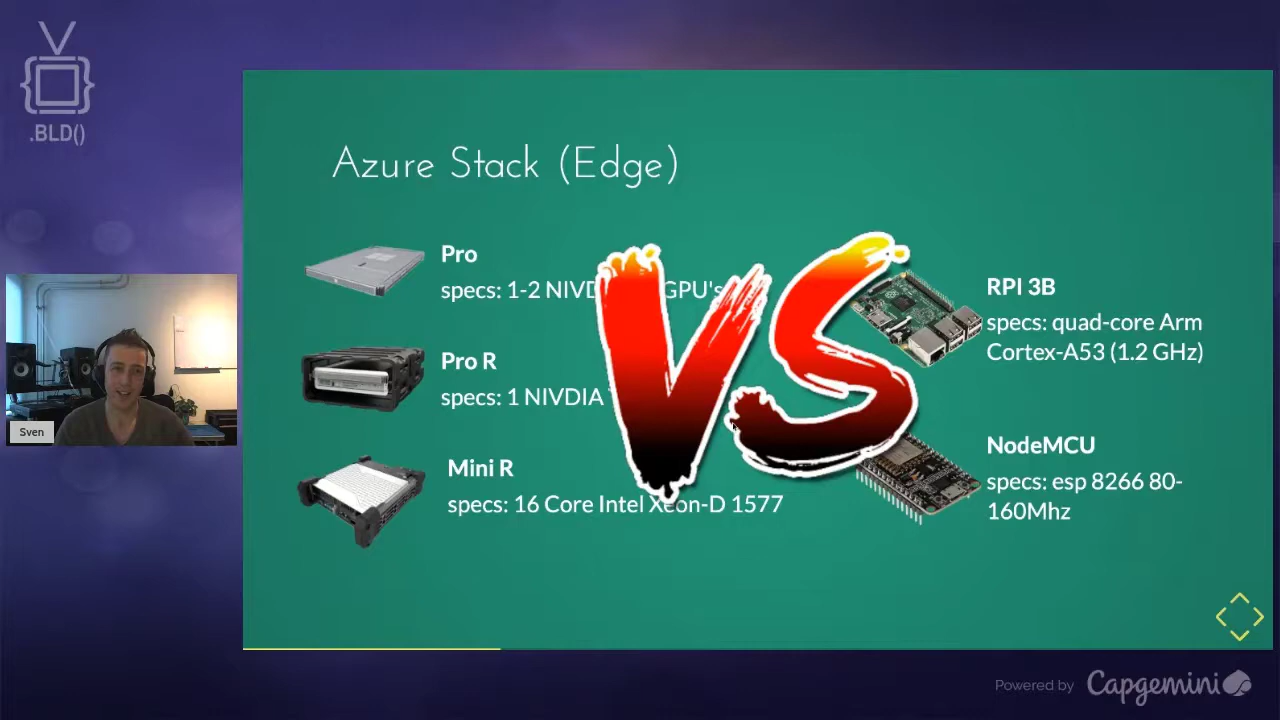 .BLD()
Azure Stack (Edge)
Pro
specs: 1-2 NIVD GPU's
Pro R
specs: 1 NIVDIA
Mini R
specs: 16 Core Intel Xeon-D 1577
VS
RPI 3B
specs: quad-core Arm
Cortex-A53 (1.2 GHz)
NodeMCU
specs: esp 8266 80-
160Mhz
Sven
Powered by Capgemini